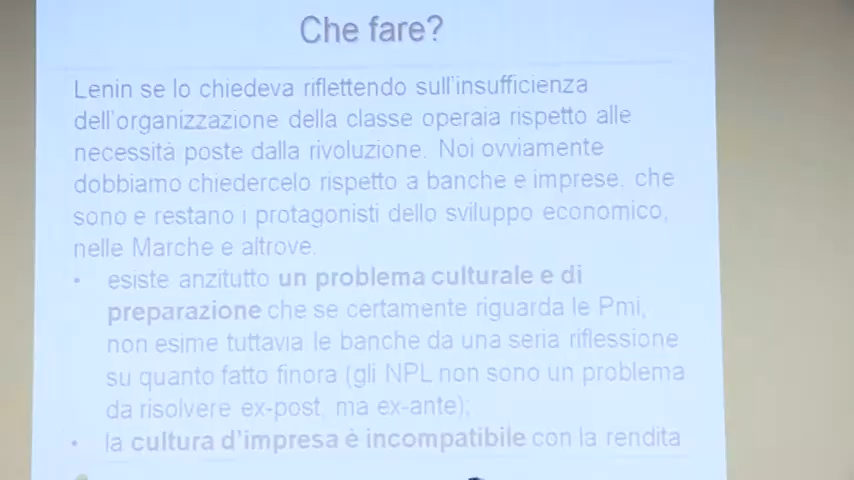 Che fare?
Lenin se lo chiedeva riflettendo sull'insufficienza
dell'organizzazione della classe operaia rispetto alle
necessità poste dalla rivoluzione. Noi ovviamente
dobbiamo chiedercelo rispetto a banche e imprese, che
sono e restano i protagonisti dello sviluppo economico,
nelle Marche e altrove.
• esiste anzitutto un problema culturale e di
preparazione che se certamente riguarda le Pmi,
non esime tuttavia le banche da una seria riflessione
su quanto fatto finora (gli NPL non sono un problema
da risolvere ex-post, ma ex-ante);
• la cultura d'impresa è incompatibile con la rendita